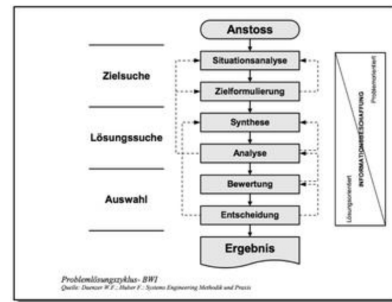 Anstoss
Zielsuche
Situationsanalyse
Zielformulierung
Lösungssuche
Synthese
Analyse
Auswahl
Bewertung
Entscheidung
Ergebnis
Problemorientiert
INFORMATIONSBESCHAFFUNG
Lösungsorientiert
Problemlösungszyklus- BWI
Quelle: Daenzer W.F., Huber F.: Systems Engineering Methodik und Praxis